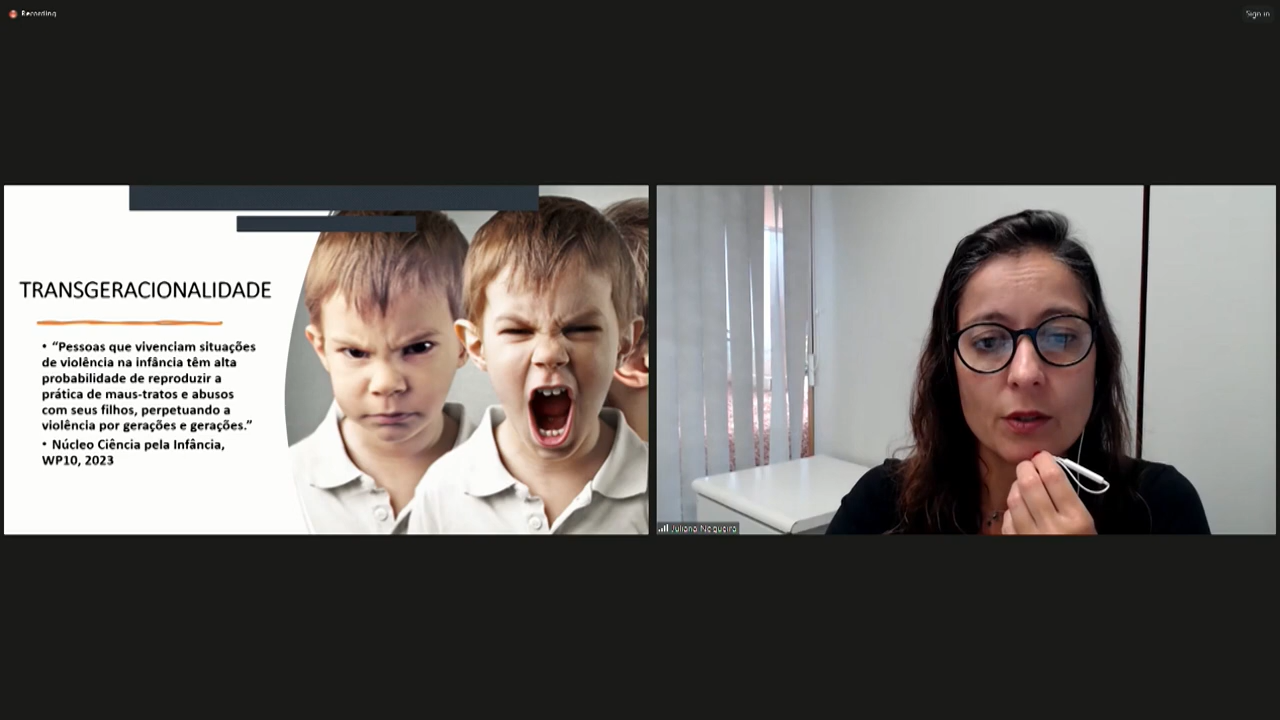 Recording
Sign in
TRANSGERACIONALIDADE
• “Pessoas que vivenciam situações
de violência na infância têm alta
probabilidade de reproduzir a
prática de maus-tratos e abusos
com seus filhos, perpetuando a
violência por gerações e gerações.”
• Núcleo Ciência pela Infância,
WP10, 2023
Juliana Nogueira